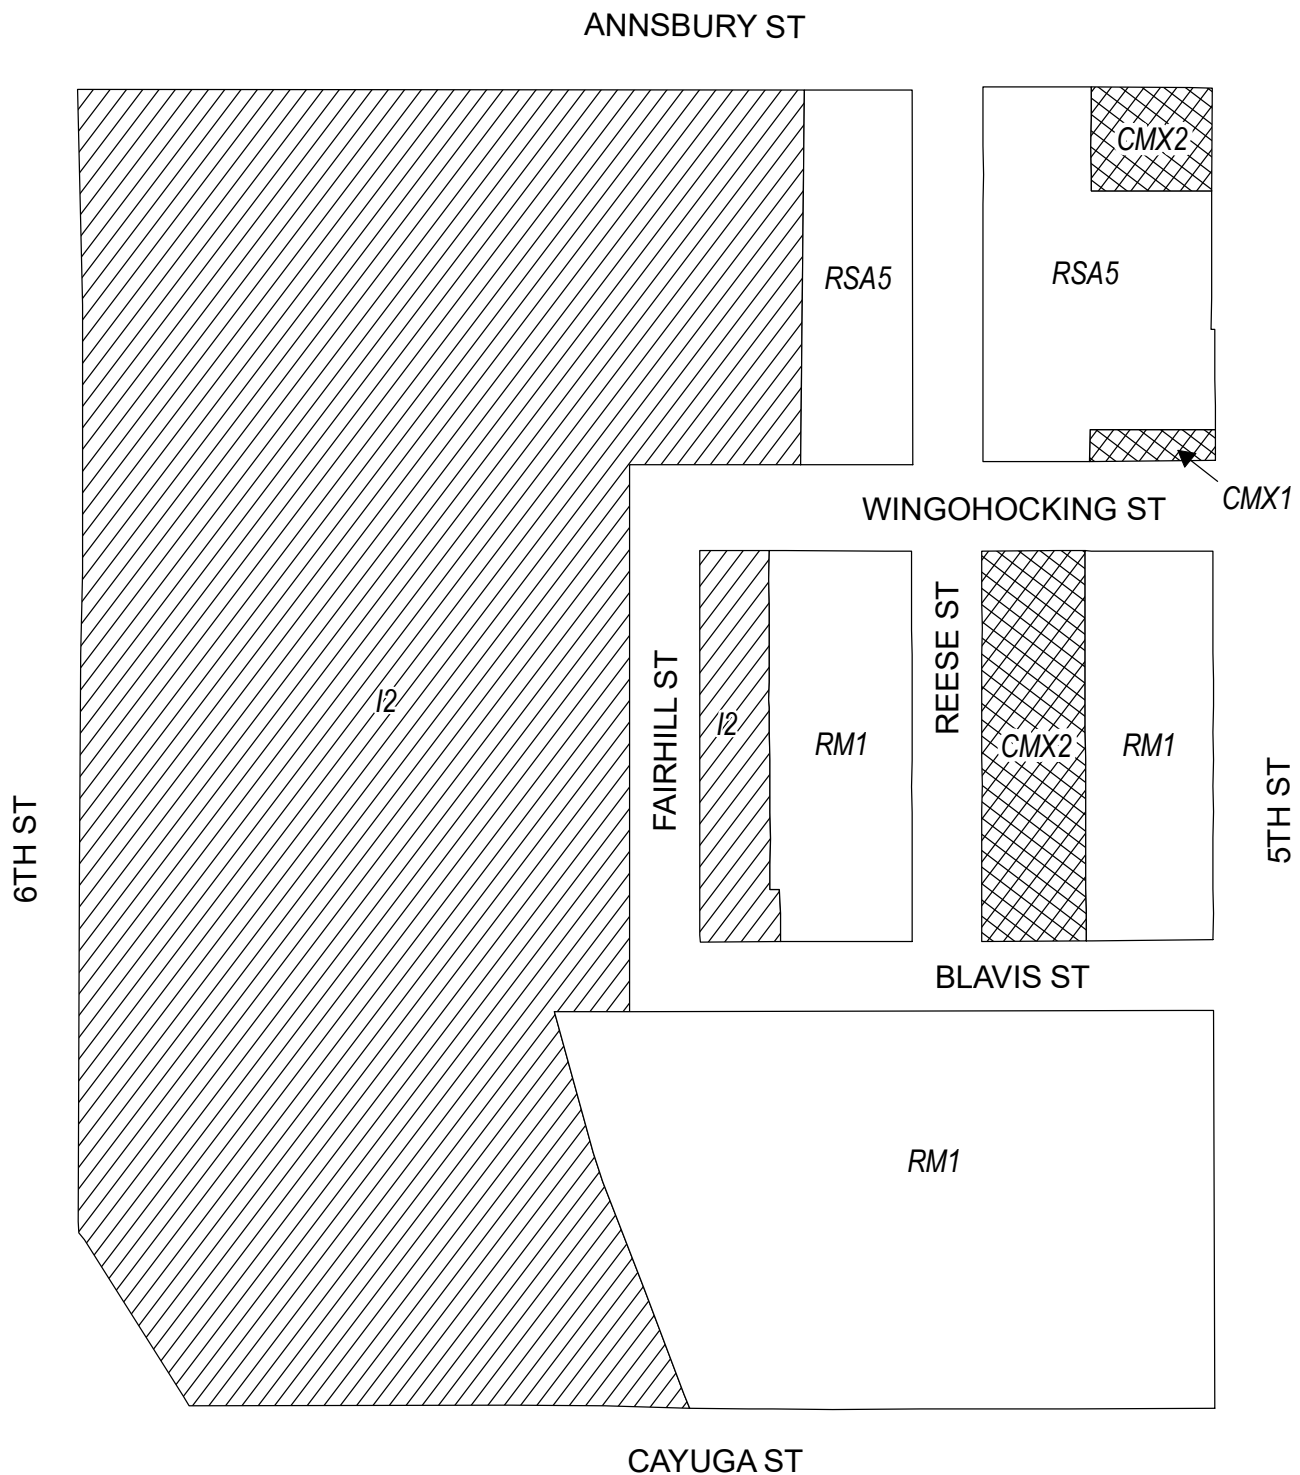 ANNSBURY ST
CMX2
RSA5
RSA5
CMX1
WINGOHOCKING ST
REESE ST
FAIRHILL ST
I2
I2
RM1
CMX2
RM1
6TH ST
5TH ST
BLAVIS ST
RM1
CAYUGA ST